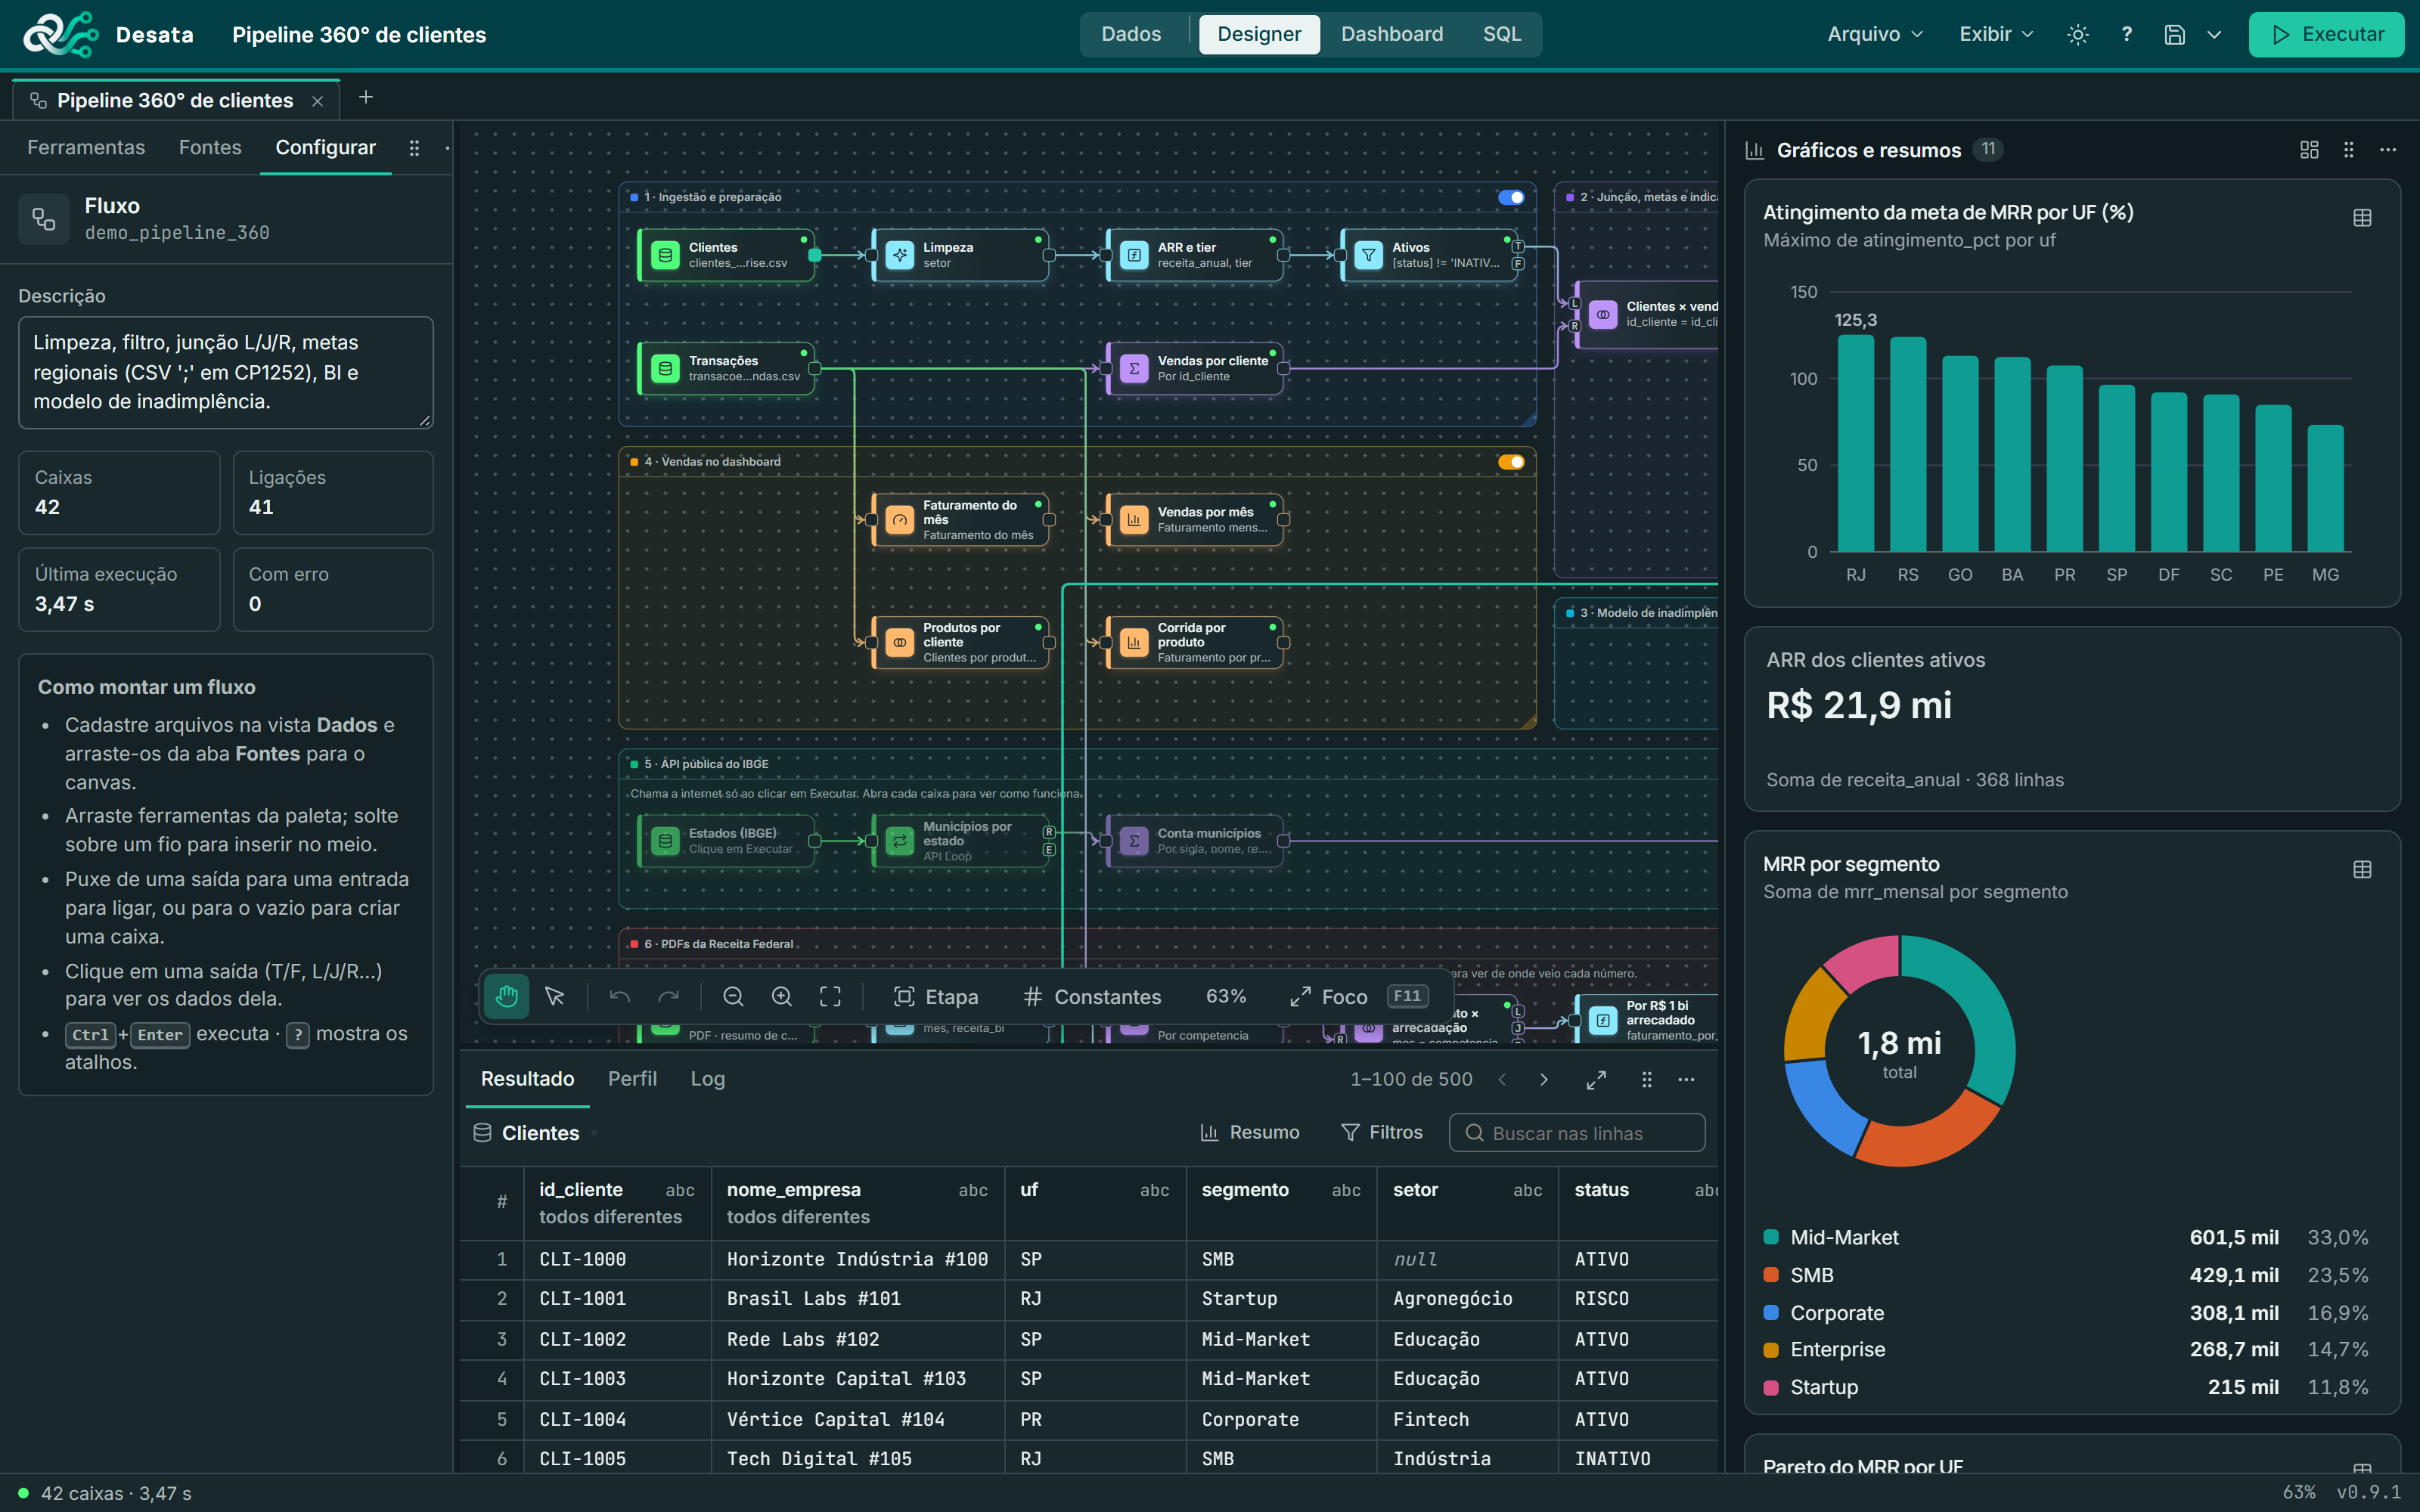 Desata
Pipeline 360° de clientes
Dados
Designer
Dashboard
SQL
Arquivo
Exibir
?
Executar
Pipeline 360° de clientes
Ferramentas
Fontes
Configurar
Fluxo
demo_pipeline_360
Descrição
Limpeza, filtro, junção L/J/R, metas
regionais (CSV ';' em CP1252), BI e
modelo de inadimplência.
Caixas
42
Ligações
41
Última execução
3,47 s
Com erro
0
Como montar um fluxo
• Cadastre arquivos na vista Dados e
arraste-os da aba Fontes para o
canvas.
• Arraste ferramentas da paleta; solte
sobre um fio para inserir no meio.
• Puxe de uma saída para uma entrada
para ligar, ou para o vazio para criar
uma caixa.
• Clique em uma saída (T/F, L/J/R...)
para ver os dados dela.
• Ctrl+Enter executa · ? mostra os
atalhos.
1 · Ingestão e preparação
Clientes
clientes_...rise.csv
Limpeza
setor
ARR e tier
receita_anual, tier
Ativos
[status] != 'INATIV...
T
F
Transações
transacoe...ndas.csv
Vendas por cliente
Por id_cliente
2 · Junção, metas e indica
L
R
Clientes × vend
id_cliente = id_cli
4 · Vendas no dashboard
Faturamento do
mês
Faturamento do mês
Vendas por mês
Faturamento mens...
Produtos por
cliente
Clientes por produt...
Corrida por
produto
Faturamento por pr...
3 · Modelo de inadimplên
5 · API pública do IBGE
Chama a internet só ao clicar em Executar. Abra cada caixa para ver como funciona.
Estados (IBGE)
Clique em Executar
Municípios por
estado
API Loop
R
E
Conta municípios
Por sigla, nome, re...
6 · PDFs da Receita Federal
ara ver de onde veio cada número.
PDF · resumo de c...
mes, receita_bi
Por competencia
R
to ×
arrecadação
mes = competencia
L
J
Por R$ 1 bi
arrecadado
faturamento_por_
Etapa
Constantes
63%
Foco
F11
Resultado
Perfil
Log
1–100 de 500
Clientes
Resumo
Filtros
Buscar nas linhas
# id_cliente abc nome_empresa abc uf abc segmento abc setor abc status abc
todos diferentes todos diferentes
1 CLI-1000 Horizonte Indústria #100 SP SMB null ATIVO
2 CLI-1001 Brasil Labs #101 RJ Startup Agronegócio RISCO
3 CLI-1002 Rede Labs #102 SP Mid-Market Educação ATIVO
4 CLI-1003 Horizonte Capital #103 SP Mid-Market Educação ATIVO
5 CLI-1004 Vértice Capital #104 PR Corporate Fintech ATIVO
6 CLI-1005 Tech Digital #105 RJ SMB Indústria INATIVO
Gráficos e resumos 11
Atingimento da meta de MRR por UF (%)
Máximo de atingimento_pct por uf
150
125,3
100
50
0
RJ RS GO BA PR SP DF SC PE MG
ARR dos clientes ativos
R$ 21,9 mi
Soma de receita_anual · 368 linhas
MRR por segmento
Soma de mrr_mensal por segmento
1,8 mi
total
Mid-Market 601,5 mil 33,0%
SMB 429,1 mil 23,5%
Corporate 308,1 mil 16,9%
Enterprise 268,7 mil 14,7%
Startup 215 mil 11,8%
Pareto do MRR por UF
42 caixas · 3,47 s
63% v0.9.1